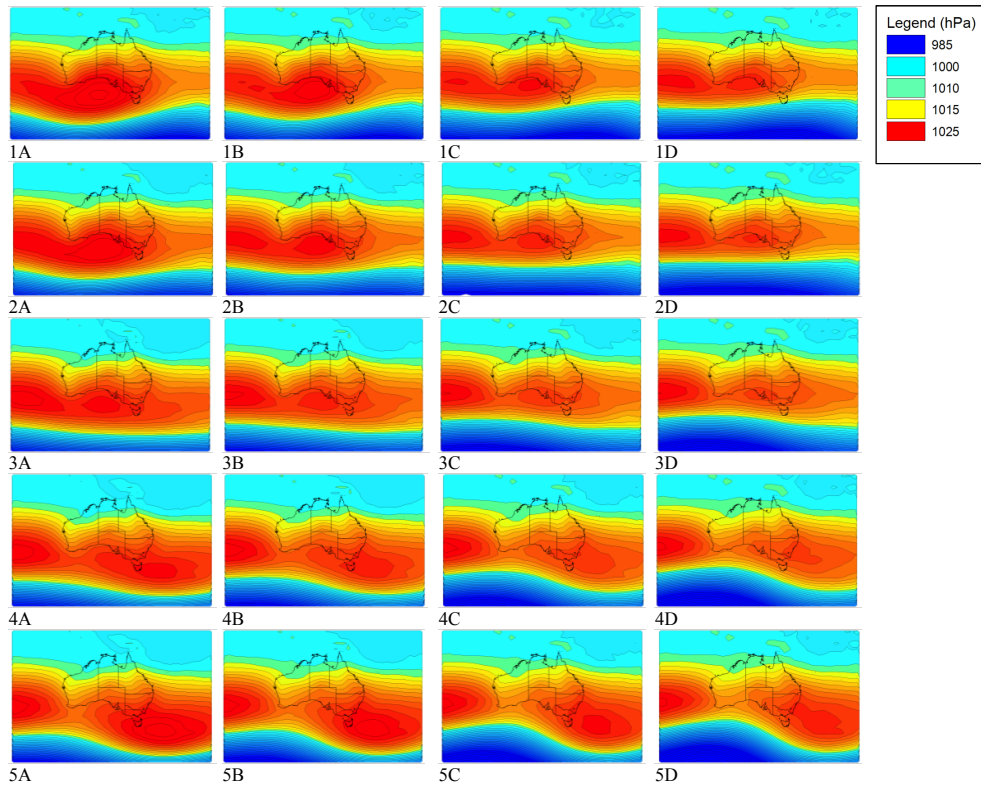 Legend (hPa)
985
1000
1010
1015
1025
1A 1B 1C 1D
2A 2B 2C 2D
3A 3B 3C 3D
4A 4B 4C 4D
5A 5B 5C 5D